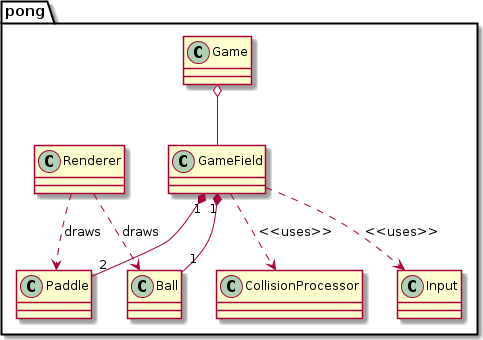 pong
C Game
C Renderer
C GameField
1 1
draws draws <<uses>> <<uses>>
2 1
C Paddle
C Ball
C CollisionProcessor
C Input